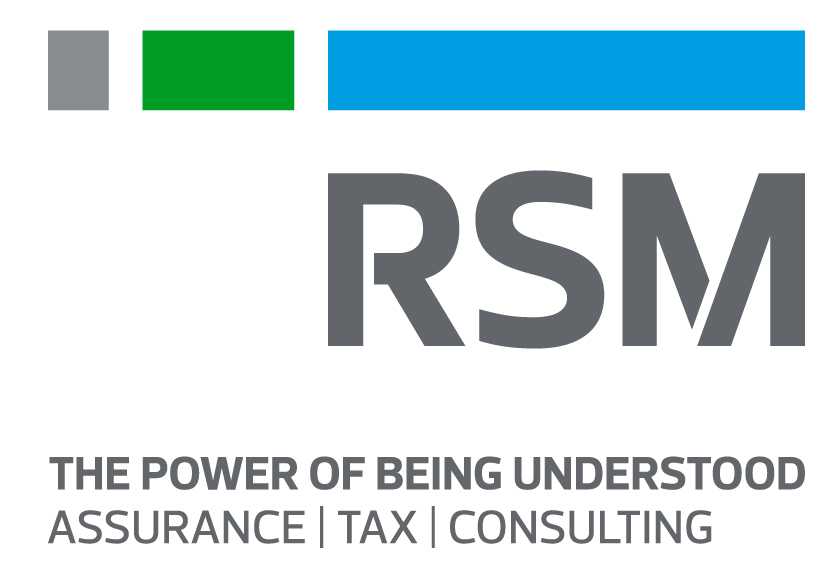 RSM
THE POWER OF BEING UNDERSTOOD
ASSURANCE | TAX | CONSULTING